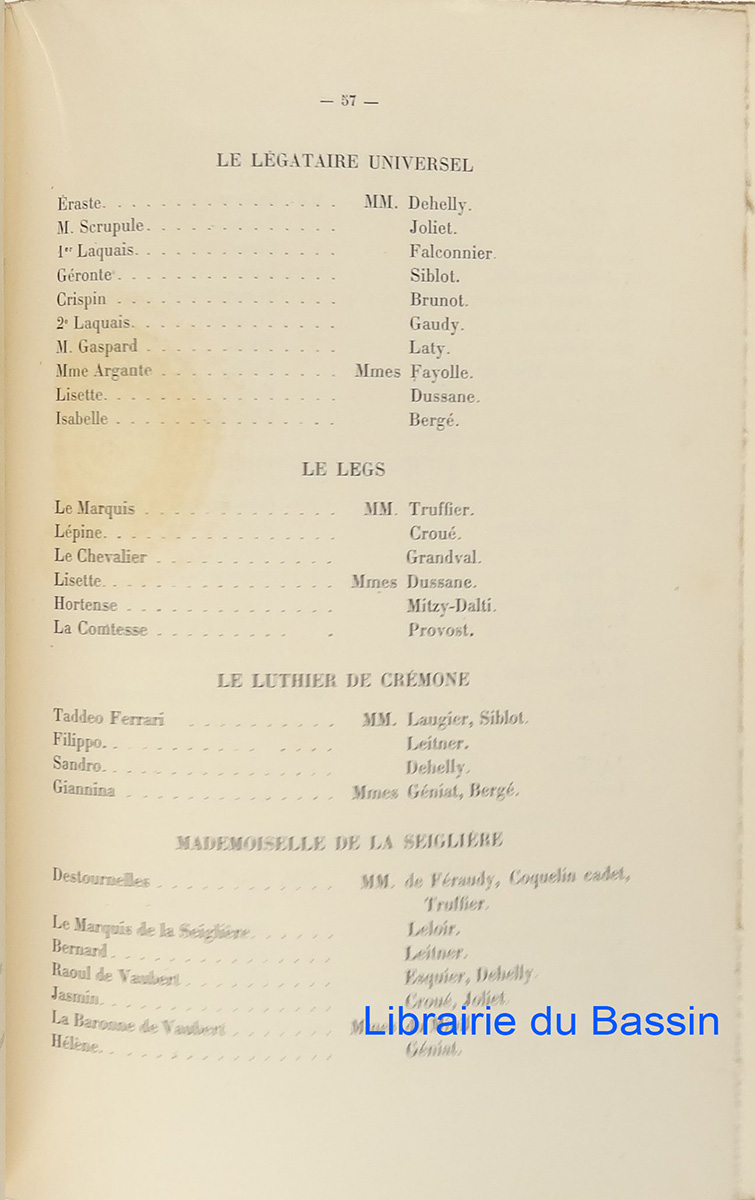 — 57 —
LE LÉGATAIRE UNIVERSEL
Éraste. . . . . . . . . . . . . . . . MM. Dehelly.
M. Scrupule. . . . . . . . . . . . . Joliet.
1er Laquais. . . . . . . . . . . . . . Falconnier.
Géronte . . . . . . . . . . . . . . . Siblot.
Crispin . . . . . . . . . . . . . . . Brunot.
2e Laquais. . . . . . . . . . . . . . Gaudy.
M. Gaspard . . . . . . . . . . . . . Laty.
Mme Argante . . . . . . . . . . . . Mmes Fayolle.
Lisette. . . . . . . . . . . . . . . . Dussane.
Isabelle . . . . . . . . . . . . . . . Bergé.
LE LEGS
Le Marquis . . . . . . . . . . . . . MM. Truffier.
Lépine. . . . . . . . . . . . . . . . Croué.
Le Chevalier . . . . . . . . . . . . Grandval.
Lisette. . . . . . . . . . . . . . . . Mmes Dussane.
Hortense . . . . . . . . . . . . . . Mitzy-Dalti.
La Comtesse . . . . . . . . . . Provost.
LE LUTHIER DE CRÉMONE
Taddeo Ferrari . . . . . . . . . . MM. Laugier, Siblot.
Filippo. . . . . . . . . . . . . . Leitner.
Sandro. . . . . . . . . . . . . . . . Dehelly.
Giannina . . . . . . . . . . . . . . Mmes Géniat, Bergé.
MADEMOISELLE DE LA SEIGLIÈRE
Destournelles . . . . . . . . . . . . MM. de Féraudy, Coquelin cadet,
Truffier.
Le Marquis de la Seiglière. . . . . . Leloir.
Bernard. . . . . . . . . . . . . . . Leitner.
Raoul de Vaubert . . . . . . . . . . Esquier, Dehelly.
Jasmin. . . . . . . . . . . . . . . . Croué, Joliet.
La Baronne de Vaubert . . . . . . . Mmes
Librairie du Bassin
Hélène. . . . . . . . . . . . . . . . Géniat.